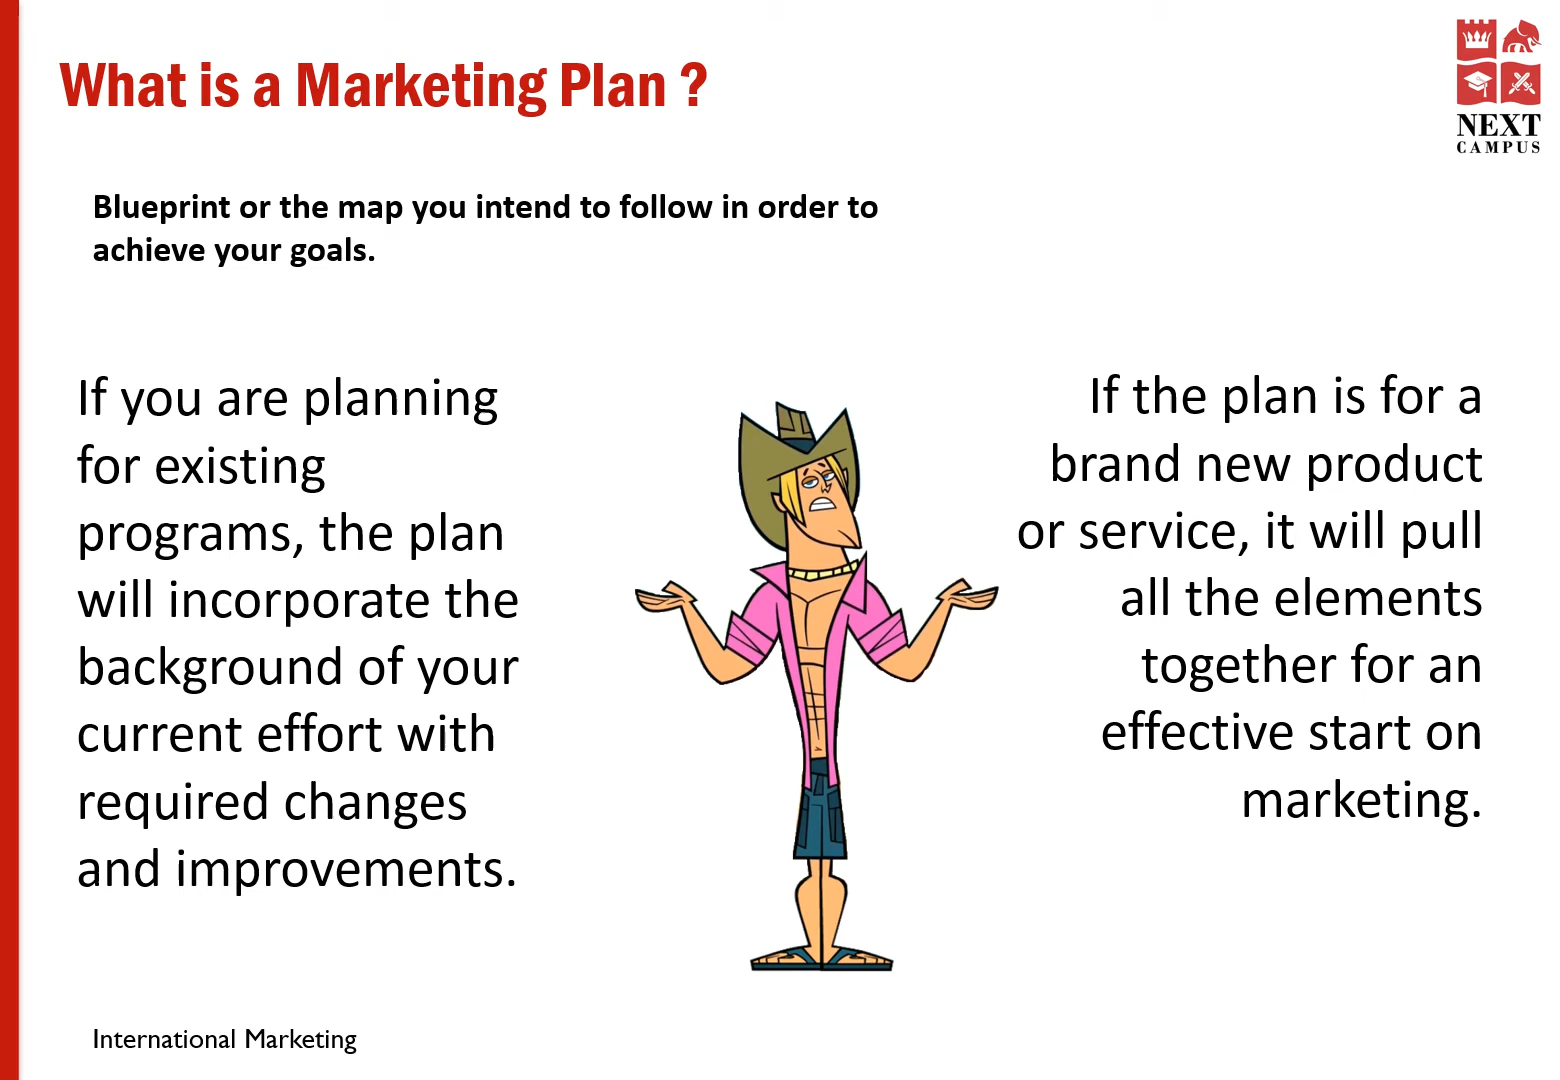 What is a Marketing Plan ?
NEXT
CAMPUS
Blueprint or the map you intend to follow in order to
achieve your goals.
If you are planning
for existing
programs, the plan
will incorporate the
background of your
current effort with
required changes
and improvements.
If the plan is for a
brand new product
or service, it will pull
all the elements
together for an
effective start on
marketing.
International Marketing